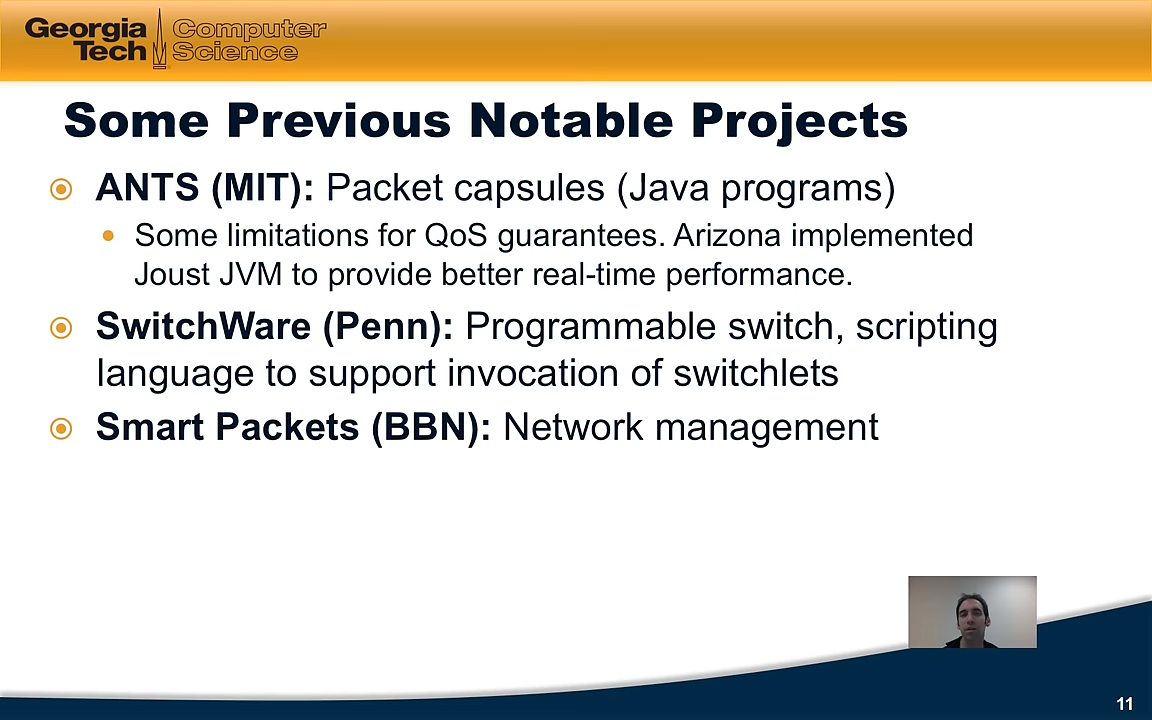 Georgia Tech
Computer Science
Some Previous Notable Projects
ANTS (MIT): Packet capsules (Java programs)
Some limitations for QoS guarantees. Arizona implemented
Joust JVM to provide better real-time performance.
SwitchWare (Penn): Programmable switch, scripting
language to support invocation of switchlets
Smart Packets (BBN): Network management
11